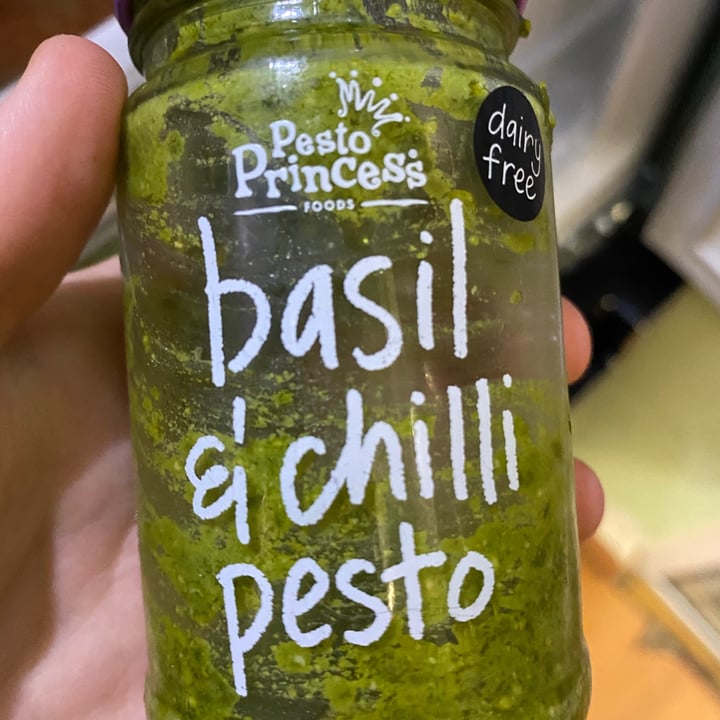 Pesto
Princess
FOODS
dairy
free
basil
& chilli
pesto